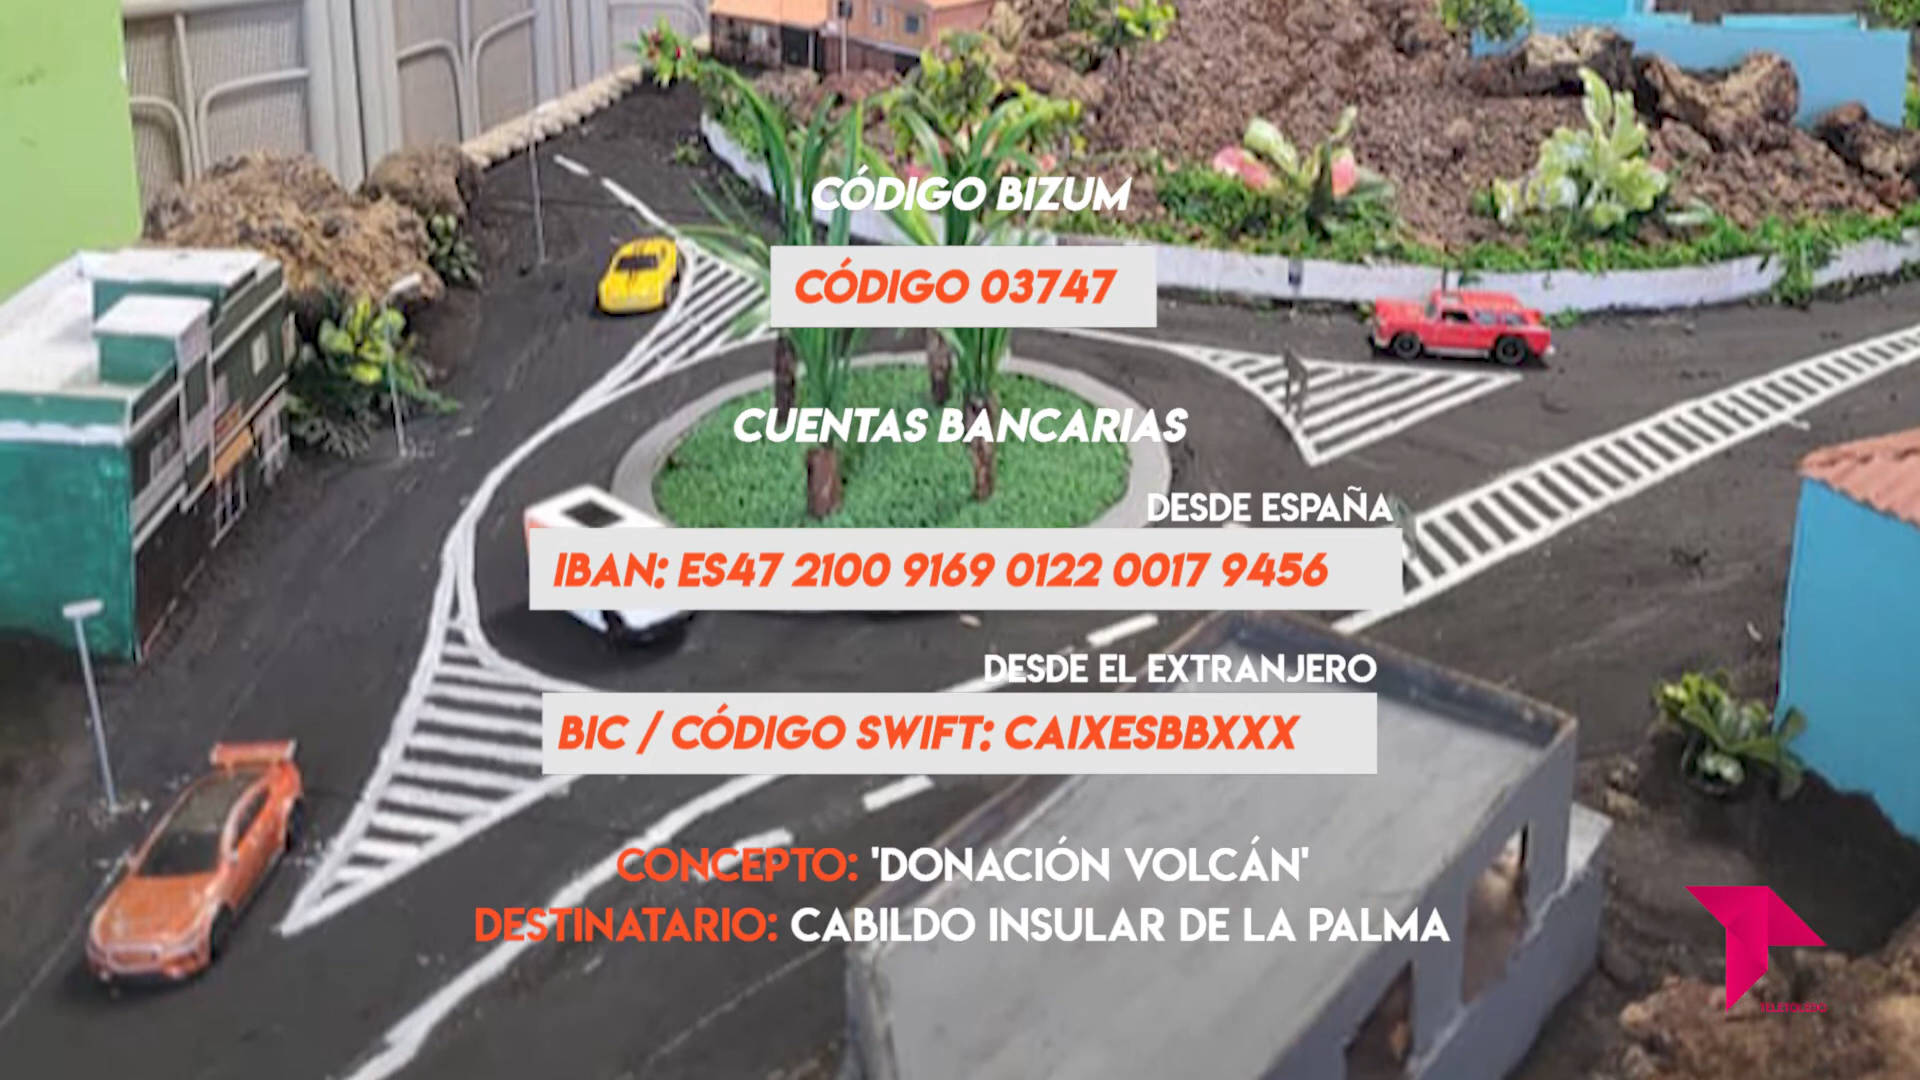 CÓDIGO BIZUM
CÓDIGO 03747
CUENTAS BANCARIAS
DESDE ESPAÑA
IBAN: ES47 2100 9169 0122 0017 9456
DESDE EL EXTRANJERO
BIC / CÓDIGO SWIFT: CAIXESBBXXX
CONCEPTO: 'DONACIÓN VOLCÁN'
DESTINATARIO: CABILDO INSULAR DE LA PALMA
TELETOLEDO